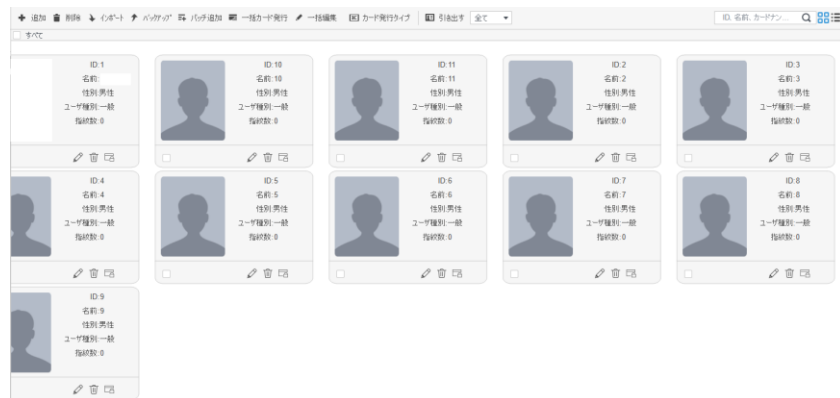 追加 削除 インポート バックアップ バッチ追加 一括カード発行 一括編集 カード発行タイプ 引き出す 全て ID, 名前, カードナン...
すべて
ID:1
名前:
性別:男性
ユーザ種別:一般
指紋数:0
ID:10
名前:10
性別:男性
ユーザ種別:一般
指紋数:0
ID:11
名前:11
性別:男性
ユーザ種別:一般
指紋数:0
ID:2
名前:2
性別:男性
ユーザ種別:一般
指紋数:0
ID:3
名前:3
性別:男性
ユーザ種別:一般
指紋数:0
ID:4
名前:4
性別:男性
ユーザ種別:一般
指紋数:0
ID:5
名前:5
性別:男性
ユーザ種別:一般
指紋数:0
ID:6
名前:6
性別:男性
ユーザ種別:一般
指紋数:0
ID:7
名前:7
性別:男性
ユーザ種別:一般
指紋数:0
ID:8
名前:8
性別:男性
ユーザ種別:一般
指紋数:0
ID:9
名前:9
性別:男性
ユーザ種別:一般
指紋数:0